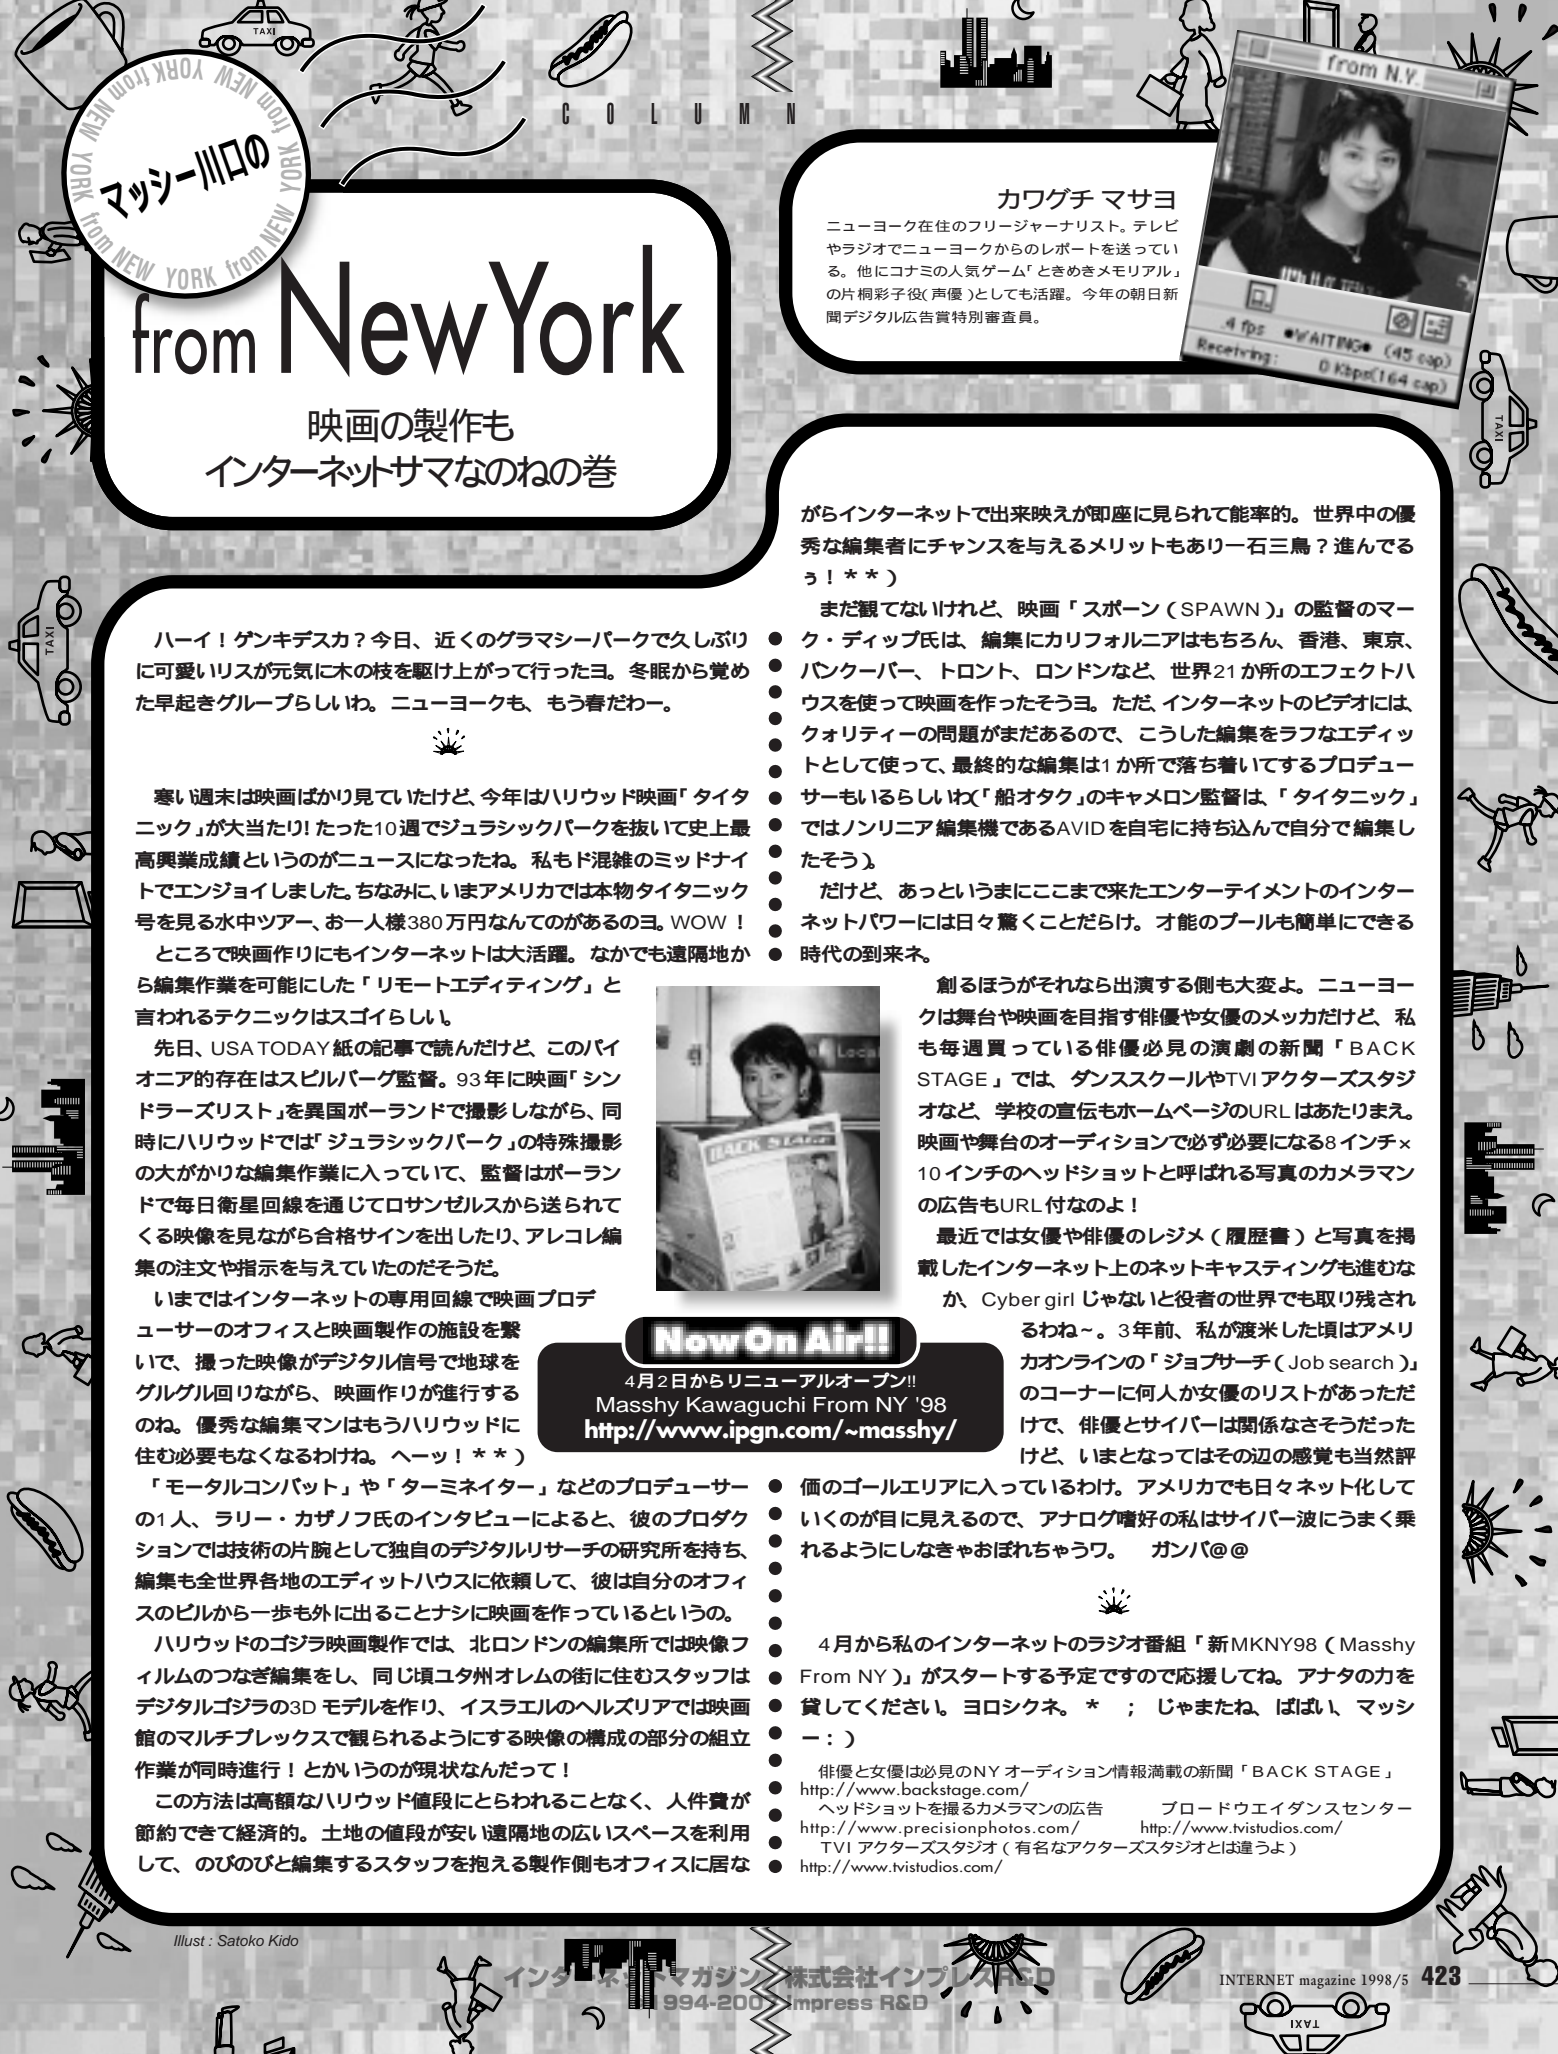 COLUMN
from NEW YORK from NEW YORK from NEW YORK from NEW YORK
マッシー川口の
from New York
映画の製作も
インターネットサマなのねの巻
カワグチ マサヨ
ニューヨーク在住のフリージャーナリスト。テレビ
やラジオでニューヨークからのレポートを送ってい
る。他にコナミの人気ゲーム「ときめきメモリアル」
の片桐彩子役(声優)としても活躍。今年の朝日新
聞デジタル広告賞特別審査員。
from N.Y.
.4 fps ●WAITING● (45 cap)
Receiving: 0 Kbps(164 cap)
ハーイ!ゲンキデスカ?今日、近くのグラマシーパークで久しぶり
に可愛いリスが元気に木の枝を駆け上がって行ったヨ。冬眠から覚め
た早起きグループらしいわ。ニューヨークも、もう春だわー。
寒い週末は映画ばかり見ていたけど、今年はハリウッド映画「タイタ
ニック」が大当たり!たった10週でジュラシックパークを抜いて史上最
高興業成績というのがニュースになったね。私もド混雑のミッドナイ
トでエンジョイしました。ちなみに、いまアメリカでは本物タイタニック
号を見る水中ツアー、お一人様380万円なんてのがあるのヨ。WOW!
ところで映画作りにもインターネットは大活躍。なかでも遠隔地か
ら編集作業を可能にした「リモートエディティング」と
言われるテクニックはスゴイらしい。
先日、USA TODAY紙の記事で読んだけど、このパイ
オニア的存在はスピルバーグ監督。93年に映画「シン
ドラーズリスト」を異国ポーランドで撮影しながら、同
時にハリウッドでは「ジュラシックパーク」の特殊撮影
の大がかりな編集作業に入っていて、監督はポーラン
ドで毎日衛星回線を通じてロサンゼルスから送られて
くる映像を見ながら合格サインを出したり、アレコレ編
集の注文や指示を与えていたのだそうだ。
いまではインターネットの専用回線で映画プロデ
ューサーのオフィスと映画製作の施設を繋
いで、撮った映像がデジタル信号で地球を
グルグル回りながら、映画作りが進行する
のね。優秀な編集マンはもうハリウッドに
住む必要もなくなるわけね。ヘーッ!＊＊)
「モータルコンバット」や「ターミネイター」などのプロデューサー
の1人、ラリー・カザノフ氏のインタビューによると、彼のプロダク
ションでは技術の片腕として独自のデジタルリサーチの研究所を持ち、
編集も全世界各地のエディットハウスに依頼して、彼は自分のオフィ
スのビルから一歩も外に出ることナシに映画を作っているというの。
ハリウッドのゴジラ映画製作では、北ロンドンの編集所では映像フ
ィルムのつなぎ編集をし、同じ頃ユタ州オレムの街に住むスタッフは
デジタルゴジラの3Dモデルを作り、イスラエルのヘルズリアでは映画
館のマルチプレックスで観られるようにする映像の構成の部分の組立
作業が同時進行!とかいうのが現状なんだって!
この方法は高額なハリウッド値段にとらわれることなく、人件費が
節約できて経済的。土地の値段が安い遠隔地の広いスペースを利用
して、のびのびと編集するスタッフを抱える製作側もオフィスに居な
がらインターネットで出来映えが即座に見られて能率的。世界中の優
秀な編集者にチャンスを与えるメリットもあり一石三鳥?進んでる
ぅ!＊＊)
まだ観てないけれど、映画「スポーン(SPAWN)」の監督のマー
ク・ディップ氏は、編集にカリフォルニアはもちろん、香港、東京、
バンクーバー、トロント、ロンドンなど、世界21か所のエフェクトハ
ウスを使って映画を作ったそうヨ。ただ、インターネットのビデオには、
クォリティーの問題がまだあるので、こうした編集をラフなエディッ
トとして使って、最終的な編集は1か所で落ち着いてするプロデュー
サーもいるらしいわ(「船オタク」のキャメロン監督は、「タイタニック」
ではノンリニア編集機であるAVIDを自宅に持ち込んで自分で編集し
たそう)。
だけど、あっというまにここまで来たエンターテイメントのインター
ネットパワーには日々驚くことだらけ。才能のプールも簡単にできる
時代の到来ネ。
創るほうがそれなら出演する側も大変よ。ニューヨー
クは舞台や映画を目指す俳優や女優のメッカだけど、私
も毎週買っている俳優必見の演劇の新聞「BACK
STAGE」では、ダンススクールやTVIアクターズスタジ
オなど、学校の宣伝もホームページのURLはあたりまえ。
映画や舞台のオーディションで必ず必要になる8インチ×
10インチのヘッドショットと呼ばれる写真のカメラマン
の広告もURL付なのよ!
最近では女優や俳優のレジメ(履歴書)と写真を掲
載したインターネット上のネットキャスティングも進むな
か、Cyber girlじゃないと役者の世界でも取り残され
るわね~。3年前、私が渡米した頃はアメリ
カオンラインの「ジョブサーチ(Job search)」
のコーナーに何人か女優のリストがあっただ
けで、俳優とサイバーは関係なさそうだった
けど、いまとなってはその辺の感覚も当然評
価のゴールエリアに入っているわけ。アメリカでも日々ネット化して
いくのが目に見えるので、アナログ嗜好の私はサイバー波にうまく乗
れるようにしなきゃおぼれちゃうワ。 ガンバ＠＠
4月から私のインターネットのラジオ番組「新MKNY98(Masshy
From NY)」がスタートする予定ですので応援してね。アナタの力を
貸してください。ヨロシクネ。＊ ; じゃまたね、ばばい、マッシ
ー:)
BACK STAGE
Now On Air!!
4月2日からリニューアルオープン!!
Masshy Kawaguchi From NY '98
http://www.ipgn.com/~masshy/
俳優と女優は必見のNYオーディション情報満載の新聞「BACK STAGE」
http://www.backstage.com/
ヘッドショットを撮るカメラマンの広告 ブロードウエイダンスセンター
http://www.precisionphotos.com/ http://www.tvistudios.com/
TVI アクターズスタジオ(有名なアクターズスタジオとは違うよ)
http://www.tvistudios.com/
Illust : Satoko Kido
INTERNET magazine 1998/5 423
TAXI
TAXI
TAXI
TAXI